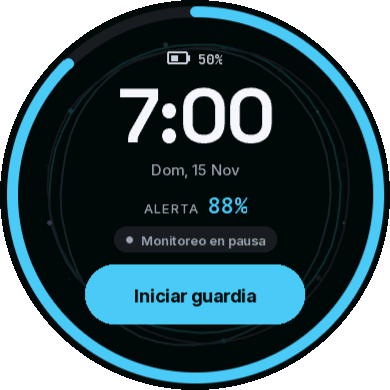 50%
7:00
Dom, 15 Nov
ALERTA 88%
Monitoreo en pausa
Iniciar guardia